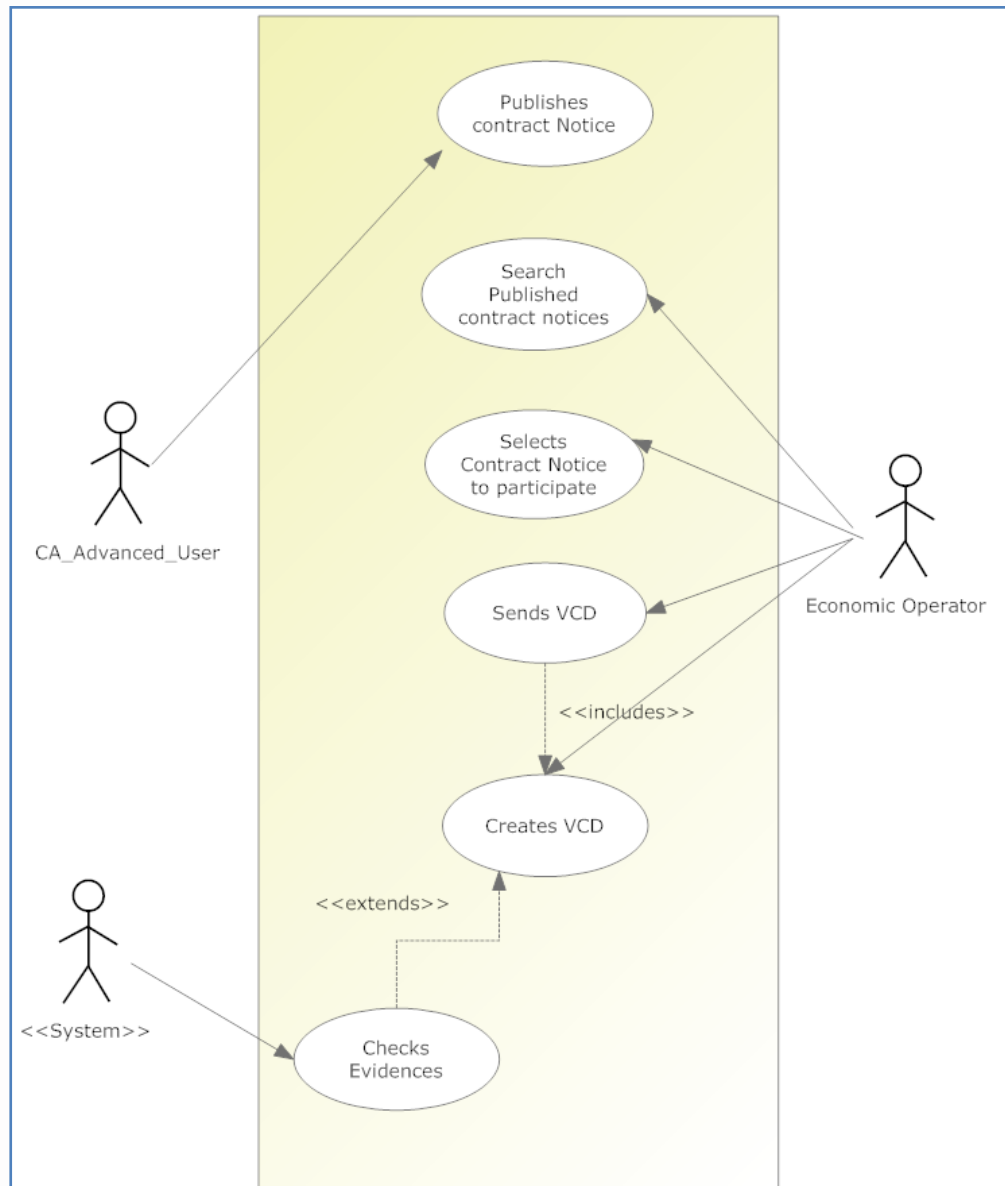 Publishes
contract Notice
Search
Published
contract notices
Selects
Contract Notice
to participate
CA_Advanced_User
Economic Operator
Sends VCD
<<includes>>
Creates VCD
<<extends>>
<<System>>
Checks
Evidences